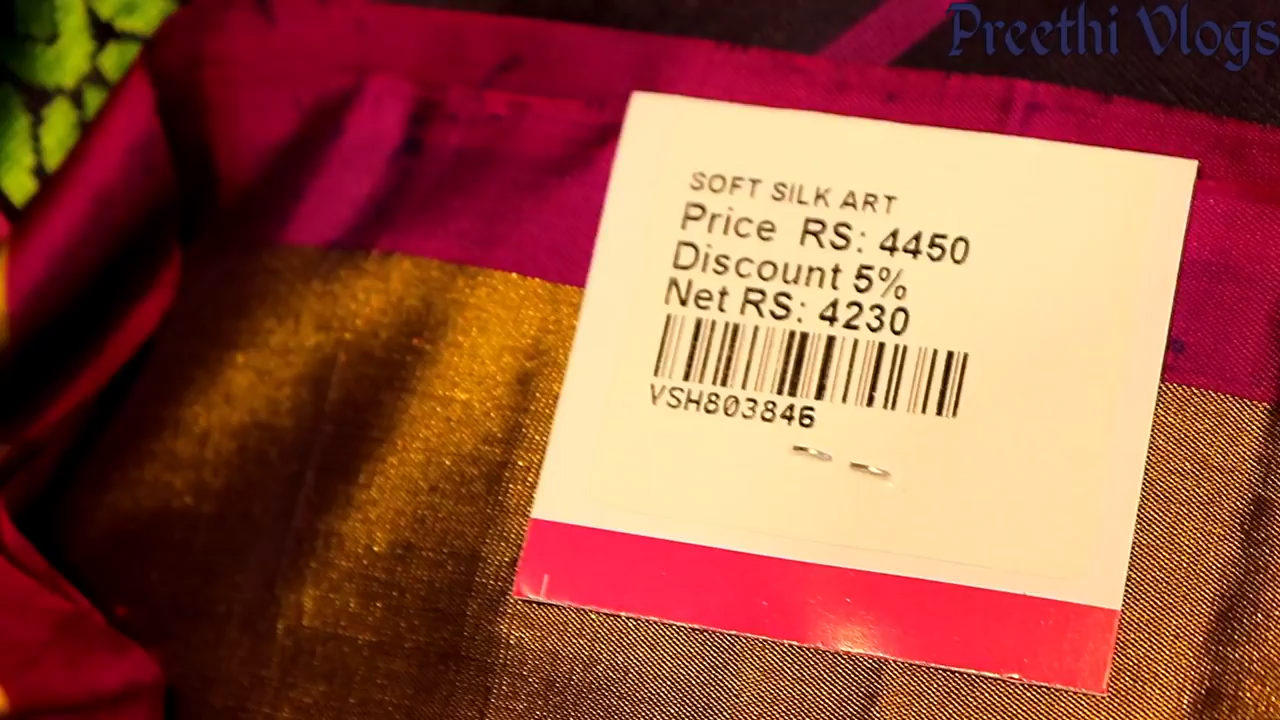 Preethi Vlogs
SOFT SILK ART
Price RS: 4450
Discount 5%
Net RS: 4230
VSH803846